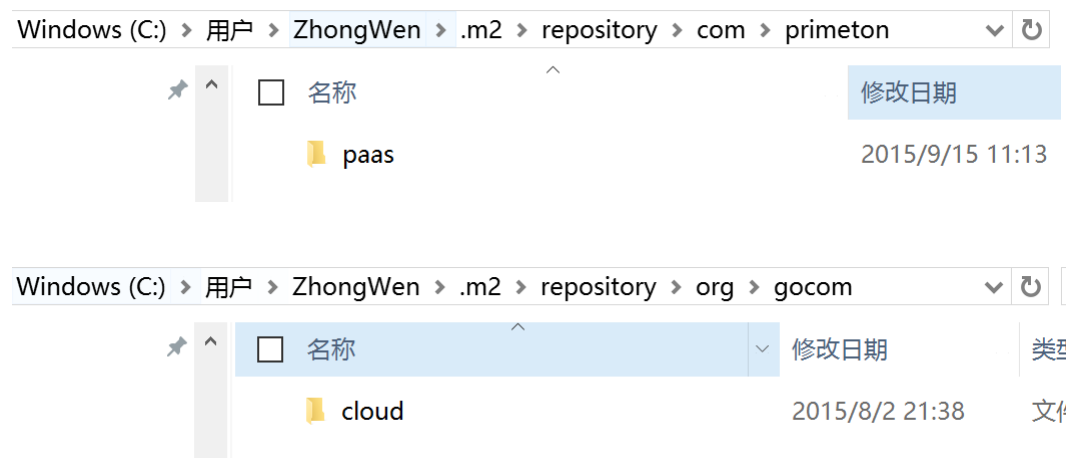 Windows (C:) > 用户 > ZhongWen > .m2 > repository > com > primeton
名称 修改日期
paas 2015/9/15 11:13
Windows (C:) > 用户 > ZhongWen > .m2 > repository > org > gocom
名称 修改日期 类
cloud 2015/8/2 21:38 文